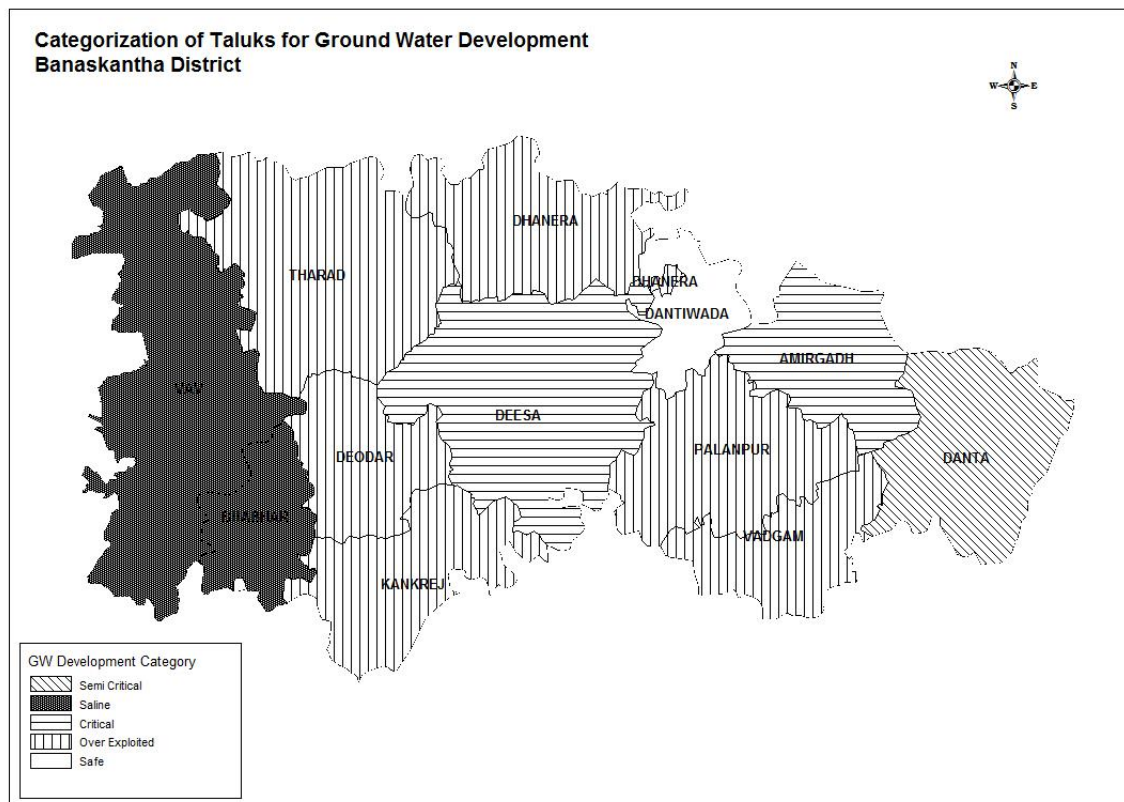 Categorization of Taluks for Ground Water Development
Banaskantha District
N
W E
S
DHANERA
THARAD
DHANERA
DANTIWADA
AMIRGADH
VAV
DEESA
PALANPUR
DEODAR
DANTA
BHABHAR
VADGAM
KANKREJ
GW Development Category
Semi Critical
Saline
Critical
Over Exploited
Safe